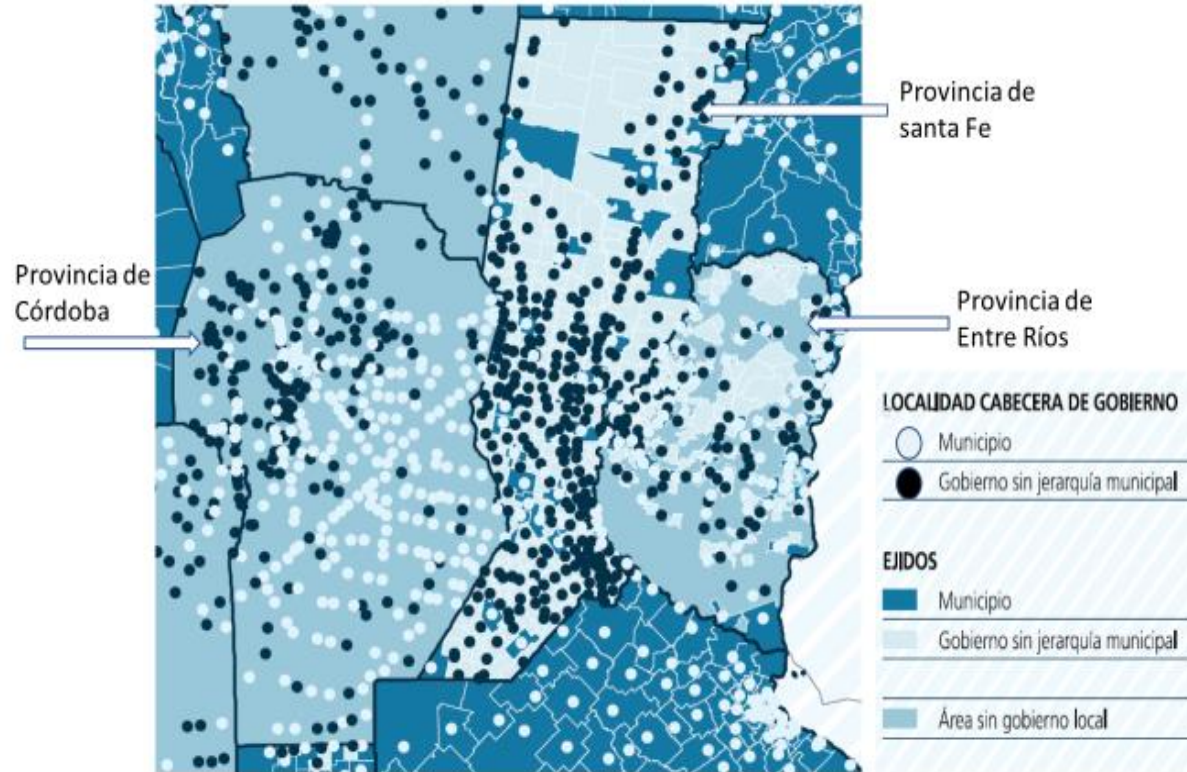 Provincia de
santa Fe
Provincia de
Córdoba
Provincia de
Entre Ríos
LOCALIDAD CABECERA DE GOBIERNO
Municipio
Gobierno sin jerarquía municipal
EJIDOS
Municipio
Gobierno sin jerarquía municipal
Área sin gobierno local